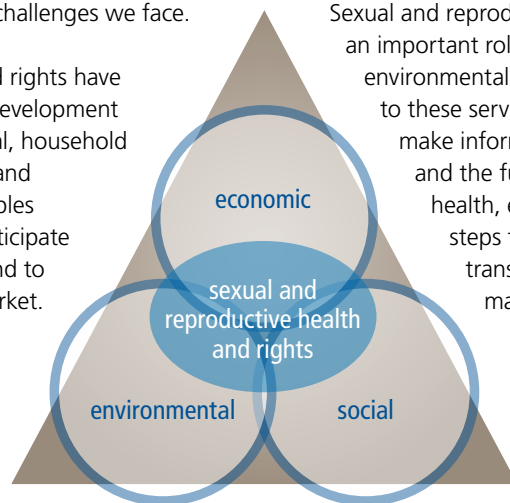 challenges we face.
rights have
evelopment
al, household
and
ples
ticipate
nd to
rket.
economic
sexual and
reproductive health
and rights
environmental
social
Sexual and reprod
an important rol
environmental
to these serv
make inforn
and the fu
health, e
steps t
trans
ma